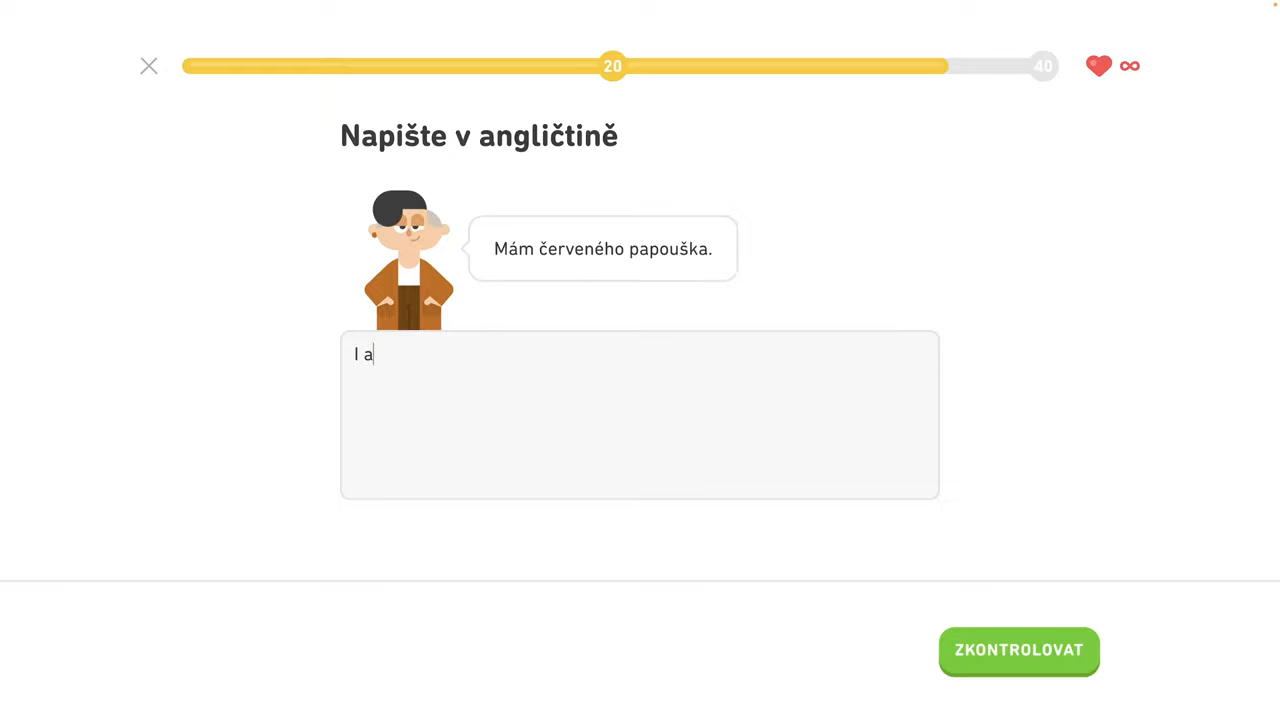 20
40
∞
Napište v angličtině
Mám červeného papouška.
I a
ZKONTROLOVAT